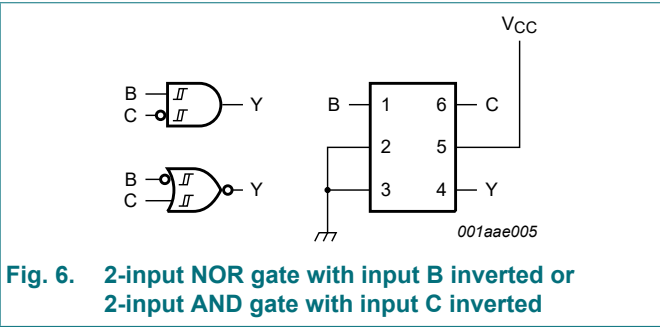 VCC
B
C
Y
B
C
Y
B 1 6 C
2 5
3 4 Y
001aae005
Fig. 6. 2-input NOR gate with input B inverted or
2-input AND gate with input C inverted